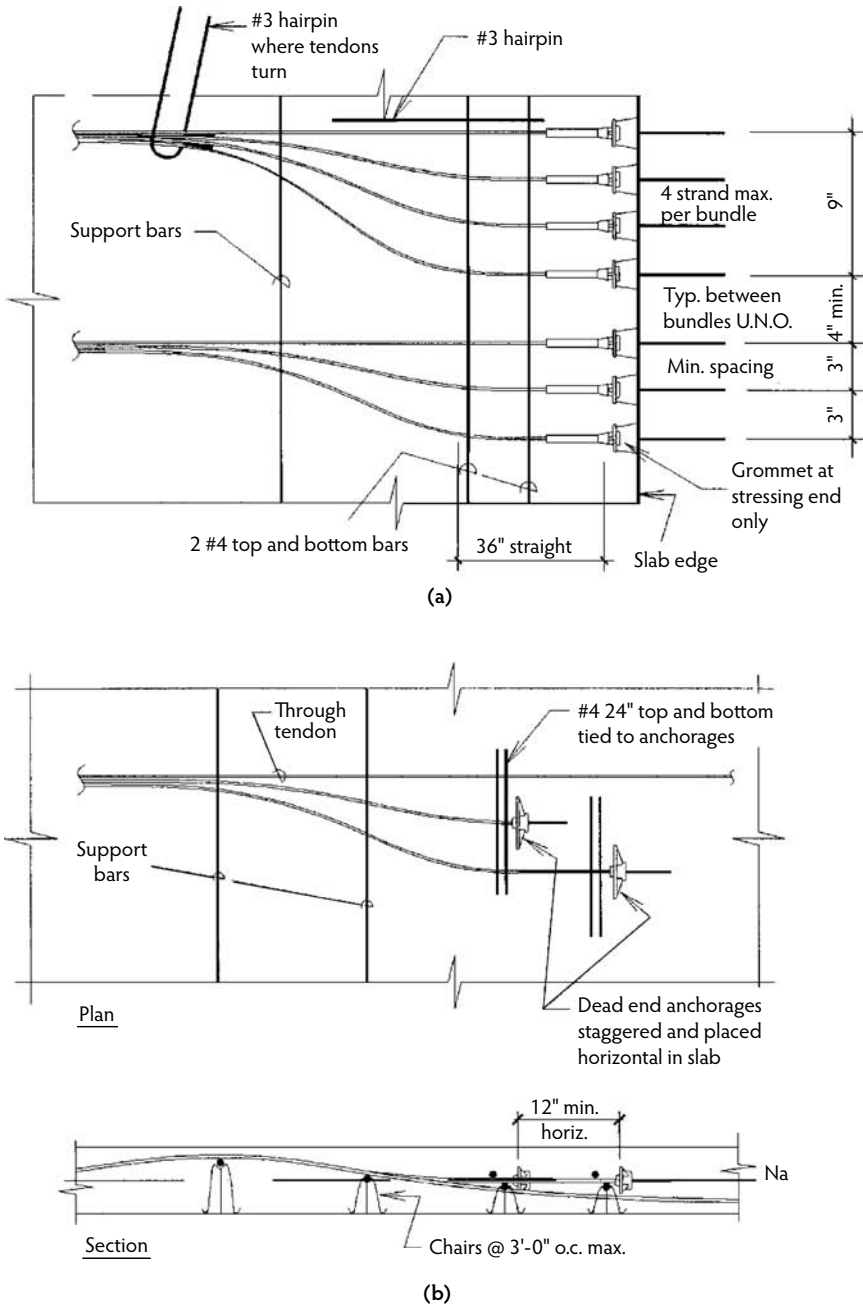 #3 hairpin
where tendons
turn
#3 hairpin
4 strand max.
per bundle
9"
Support bars
Typ. between
bundles U.N.O.
4" min.
Min. spacing
3"
3"
Grommet at
stressing end
only
2 #4 top and bottom bars
36" straight
Slab edge
(a)
Through
tendon
#4 24" top and bottom
tied to anchorages
Support
bars
Dead end anchorages
staggered and placed
horizontal in slab
Plan
12" min.
horiz.
Na
Section
Chairs @ 3'-0" o.c. max.
(b)